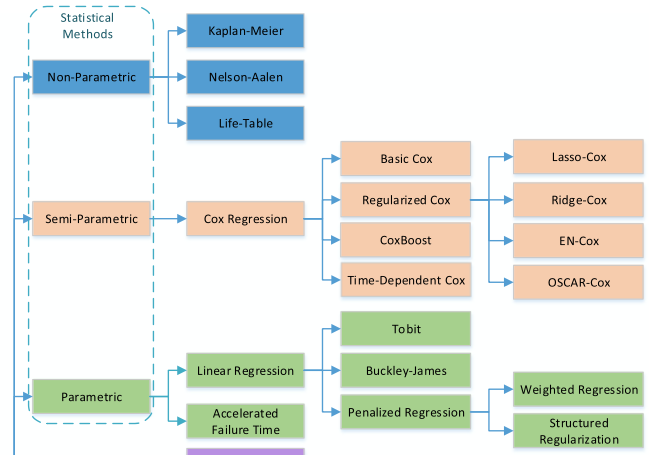 Statistical
Methods
Kaplan-Meier
Non-Parametric
Nelson-Aalen
Life-Table
Basic Cox
Lasso-Cox
Semi-Parametric
Cox Regression
Regularized Cox
Ridge-Cox
CoxBoost
EN-Cox
Time-Dependent Cox
OSCAR-Cox
Tobit
Linear Regression
Buckley-James
Parametric
Accelerated
Failure Time
Penalized Regression
Weighted Regression
Structured
Regularization